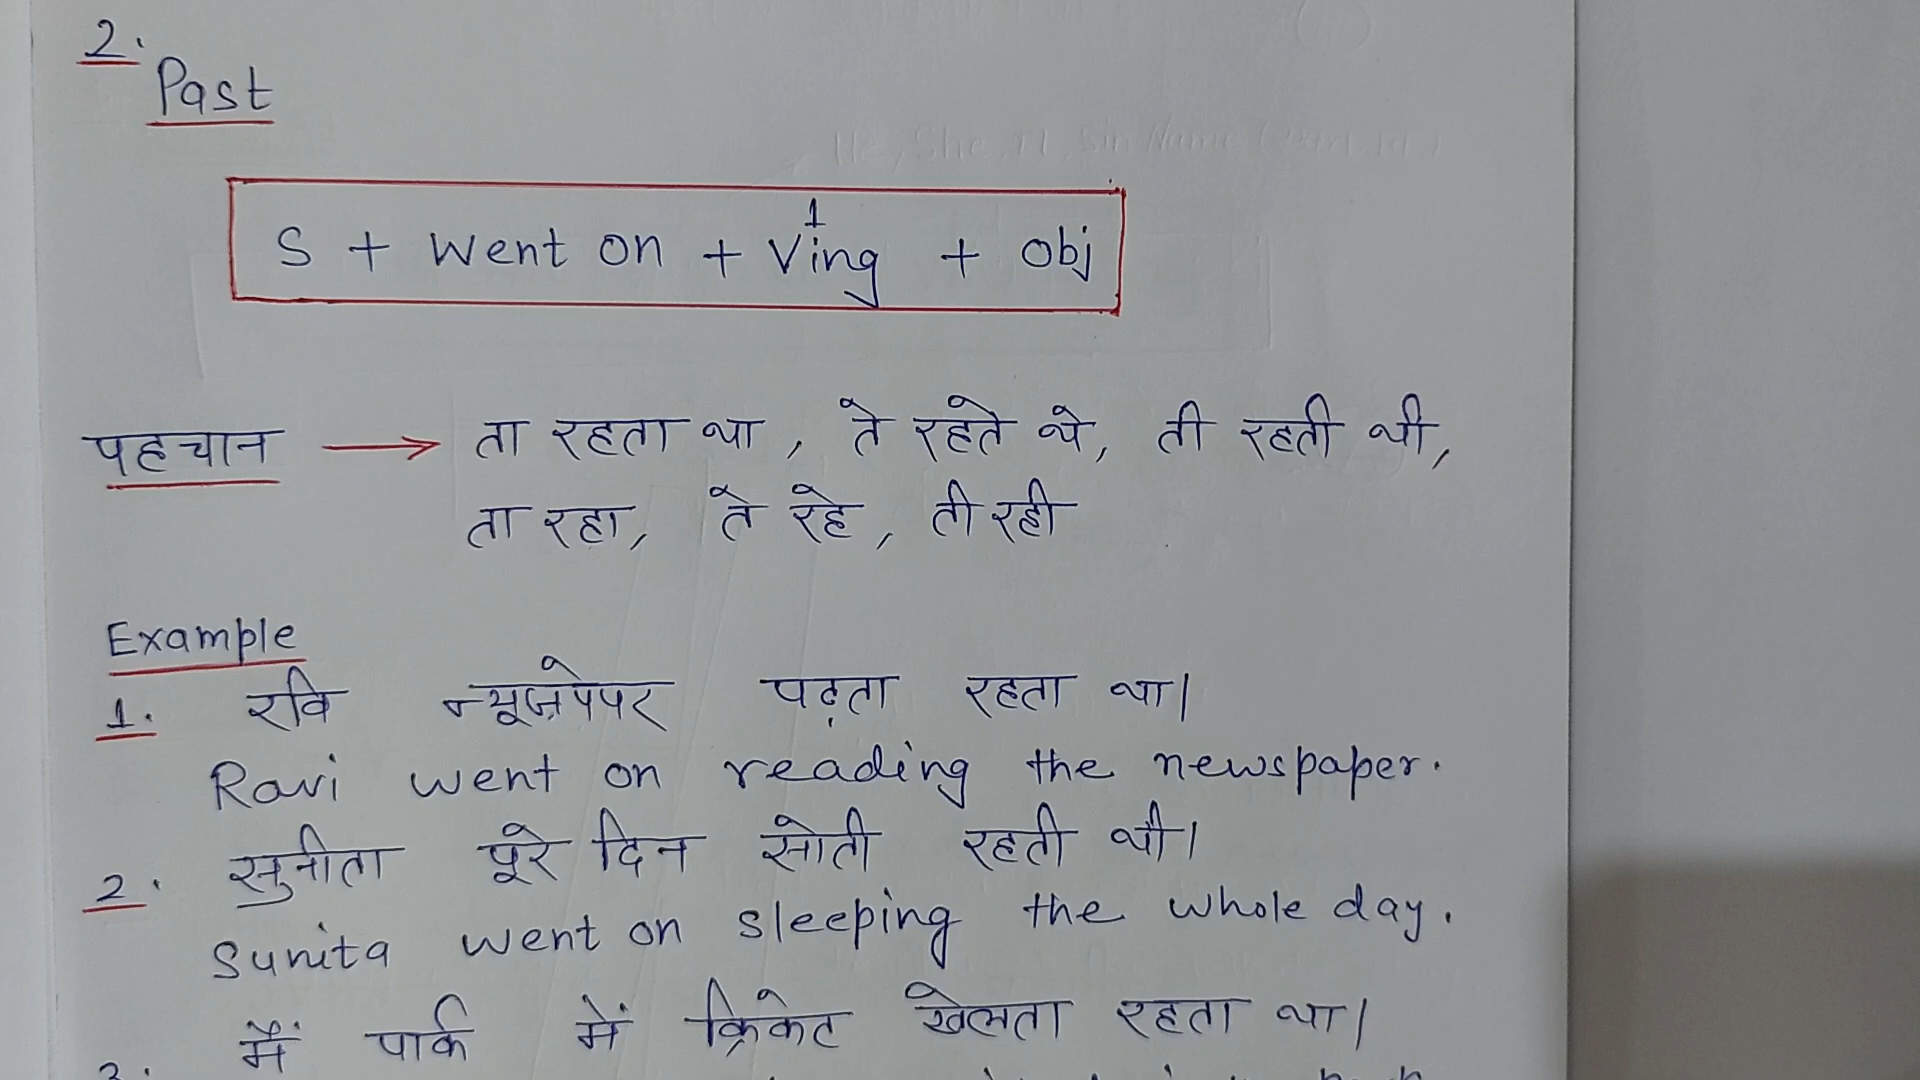 2.
Past
S + went on + V1ing + obj
पहचान → ता रहता था, ते रहते थे, ती रहती थी,
ता रहा, ते रहे, ती रही
Example
1. रवि न्यूज़पेपर पढ़ता रहता था।
Ravi went on reading the newspaper.
2. सुनीता पूरे दिन सोती रहती थी।
Sunita went on sleeping the whole day.
3. मैं पार्क में क्रिकेट खेलता रहता था।